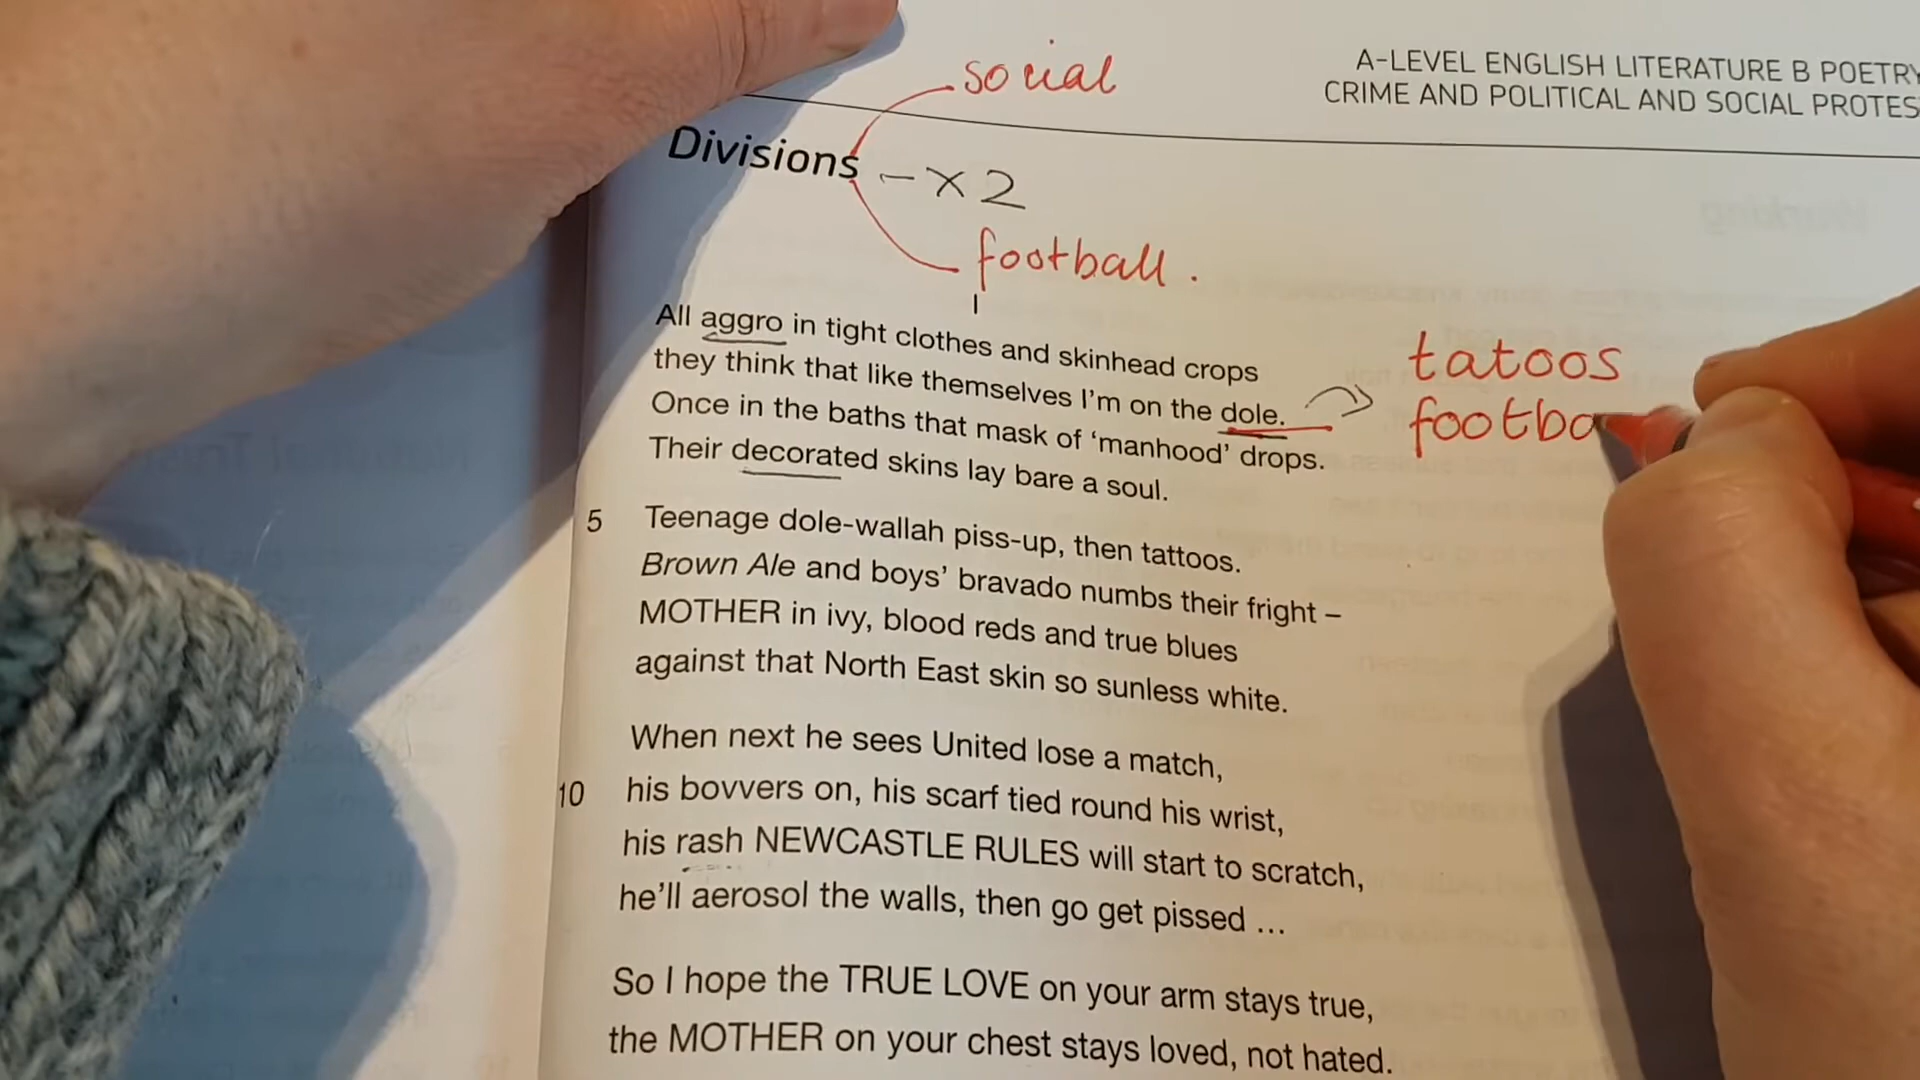 social
A-LEVEL ENGLISH LITERATURE B POETRY
CRIME AND POLITICAL AND SOCIAL PROTES
Divisions - x 2
football.
I
All aggro in tight clothes and skinhead crops
they think that like themselves I'm on the dole.
Once in the baths that mask of 'manhood' drops.
Their decorated skins lay bare a soul.
tatoos
footba
5 Teenage dole-wallah piss-up, then tattoos.
Brown Ale and boys' bravado numbs their fright –
MOTHER in ivy, blood reds and true blues
against that North East skin so sunless white.
When next he sees United lose a match,
10 his bovvers on, his scarf tied round his wrist,
his rash NEWCASTLE RULES will start to scratch,
he'll aerosol the walls, then go get pissed ...
So I hope the TRUE LOVE on your arm stays true,
the MOTHER on your chest stays loved, not hated.